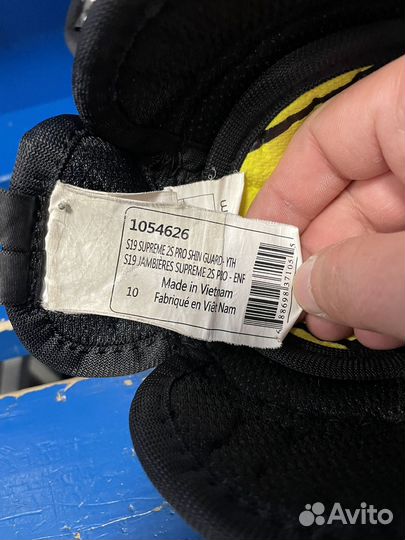 E
1054626
S19 SUPREME 2S PRO SHIN GUARD- YTH
S19 JAMBIÈRES SUPREME 2S PRO - ENF
10
Made in Vietnam
Fabriqué en Việt Nam
Avito